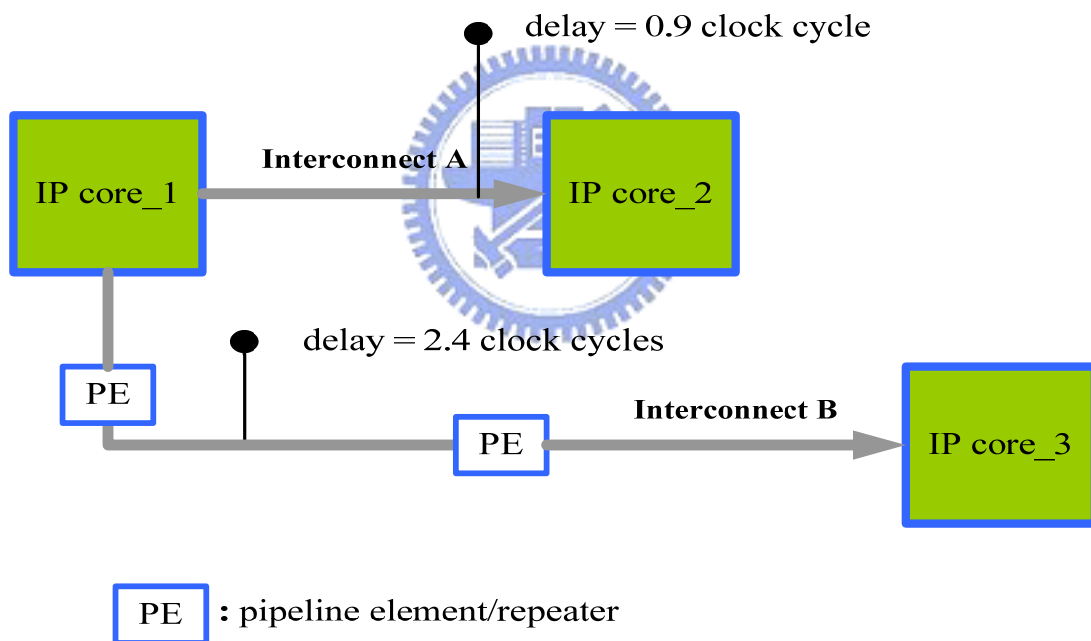 delay = 0.9 clock cycle
IP core_1
Interconnect A
IP core_2
delay = 2.4 clock cycles
PE
Interconnect B
PE
IP core_3
PE : pipeline element/repeater